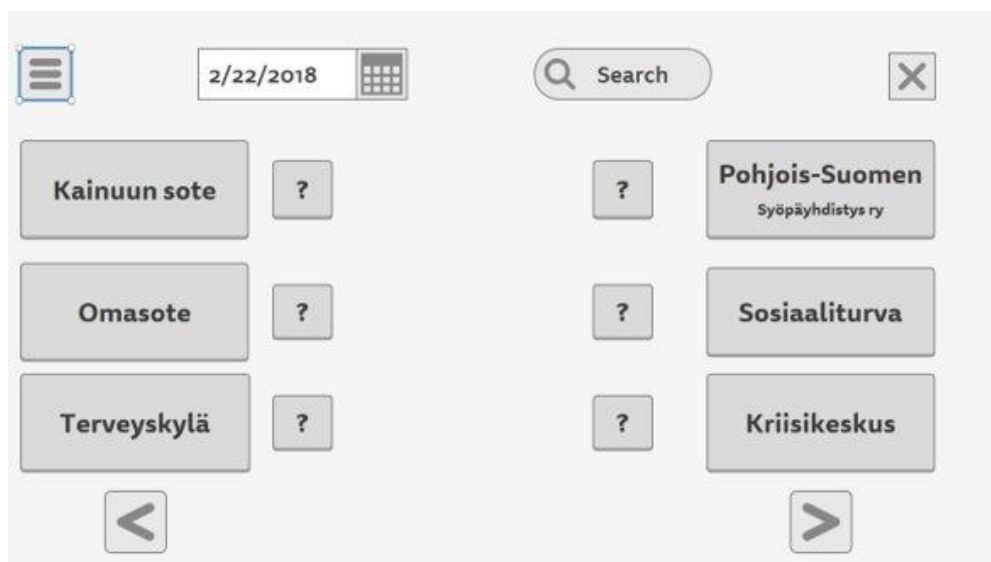 2/22/2018 Search
Kainuun sote ? ? Pohjois-Suomen
Syöpäyhdistys ry
Omasote ? ? Sosiaaliturva
Terveyskylä ? ? Kriisikeskus
< >